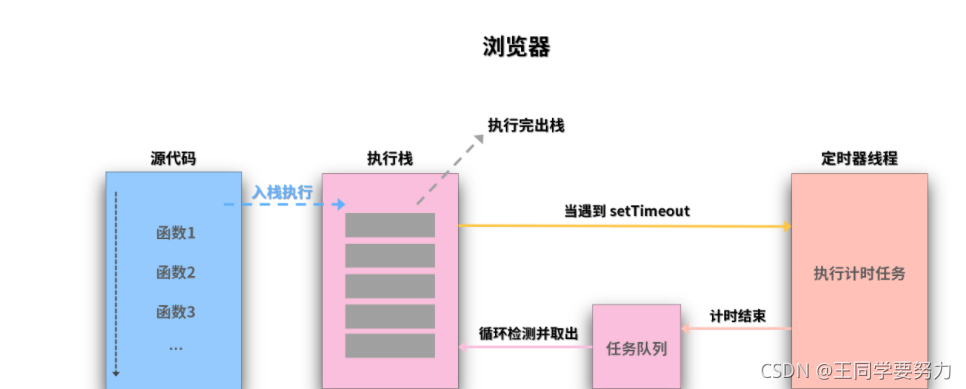 浏览器
执行完出栈
源代码
执行栈
定时器线程
入栈执行
当遇到 setTimeout
函数1
函数2
函数3
...
执行计时任务
计时结束
循环检测并取出
任务队列
CSDN @王同学要努力